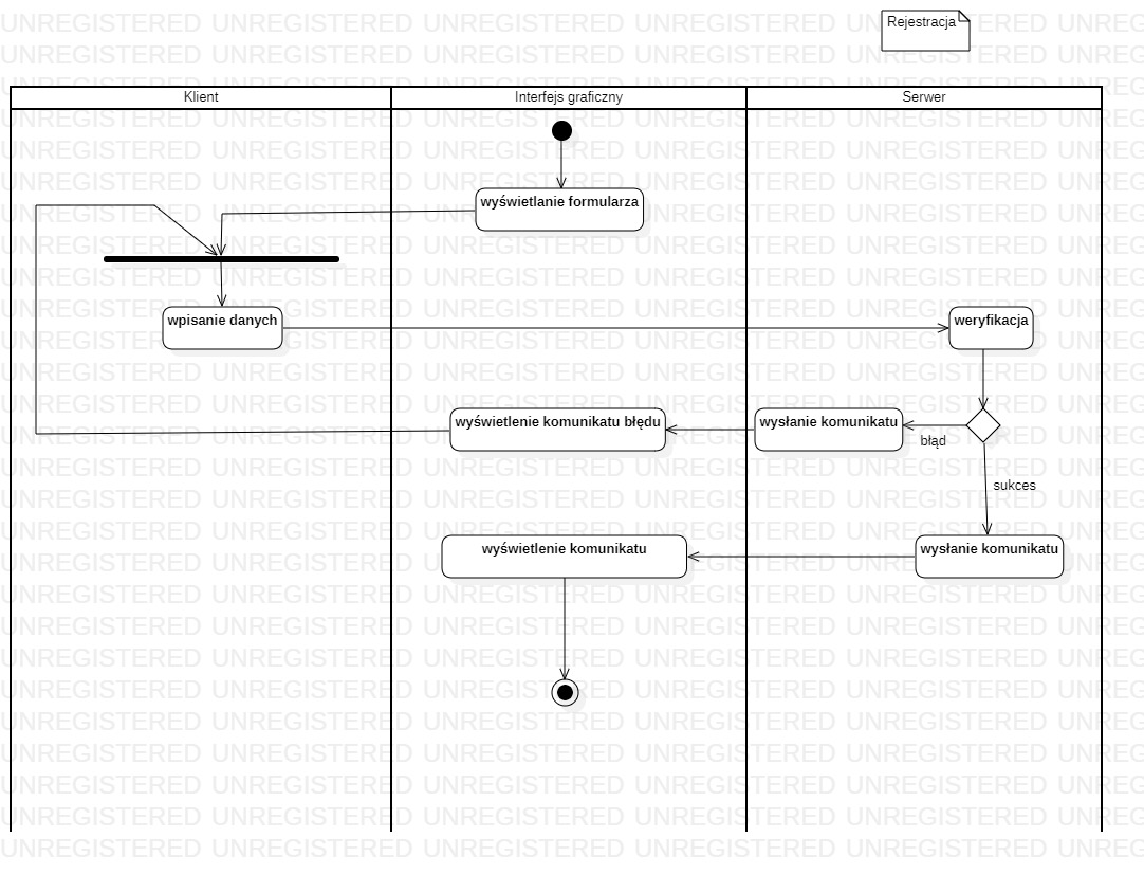 Rejestracja
Klient
Interfejs graficzny
Serwer
wyświetlanie formularza
wpisanie danych
weryfikacja
wyświetlenie komunikatu błędu
wysłanie komunikatu
błąd
sukces
wyświetlenie komunikatu
wysłanie komunikatu
UNREGISTERED